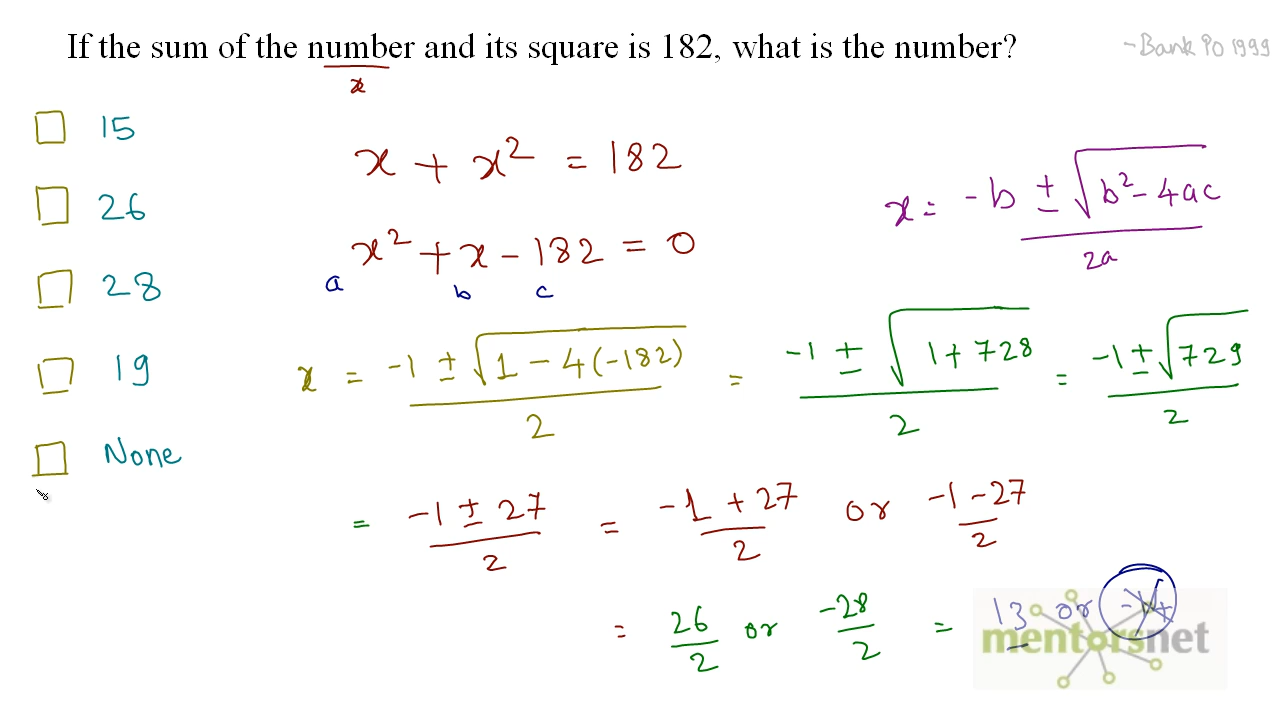 If the sum of the number and its square is 182, what is the number?
- Bank PO 1999
x
15
26
28
19
None
x + x² = 182
x² + x - 182 = 0
a b c
x = -b ± √b² - 4ac / 2a
x = -1 ± √1 - 4(-182) / 2 = -1 ± √1 + 728 / 2 = -1 ± √729 / 2
= -1 ± 27 / 2 = -1 + 27 / 2 or -1 - 27 / 2
= 26 / 2 or -28 / 2 = 13 or -14
mentorsnet